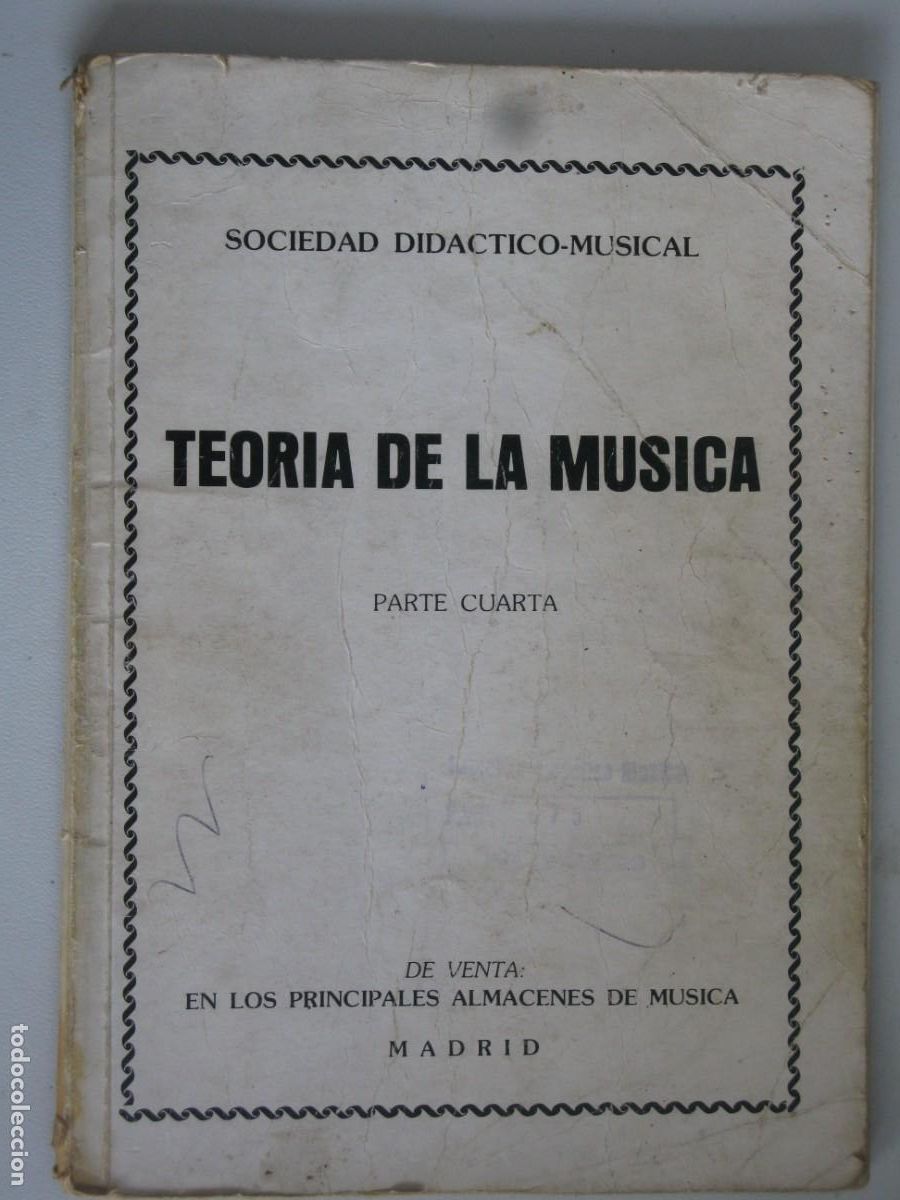 SOCIEDAD DIDACTICO-MUSICAL
TEORIA DE LA MUSICA
PARTE CUARTA
DE VENTA:
EN LOS PRINCIPALES ALMACENES DE MUSICA
MADRID
todocoleccion